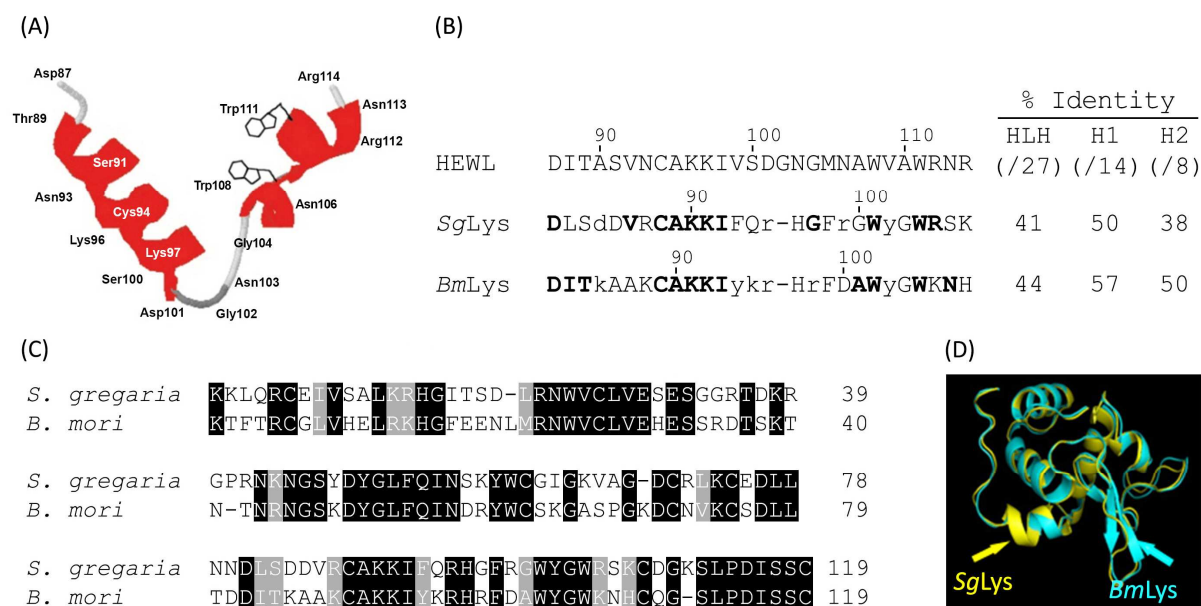 (A)
Asp87
Thr89
Ser91
Asn93
Cys94
Lys96
Lys97
Ser100
Asp101
Gly102
Asn103
Gly104
Asn106
Trp108
Trp111
Arg112
Asn113
Arg114
(B)
% Identity
HLH H1 H2
(/27) (/14) (/8)
90 100 110
HEWL DITASVNCAKKIVSDGNGMNAWVAWRNR
90 100
SgLys DLSdDVRCAKKIFQr-HGFrGWyGWRSK 41 50 38
90 100
BmLys DITkAAKCAKKIykr-HrFDAWyGWKNH 44 57 50
(C)
S. gregaria KKLQRCEIVSALKRHGITSD-LRNWVCLVESESGGRTDKR 39
B. mori KTFTRCGLVHELRKHGFEENLMRNWVCLVEHESSRDTSKT 40
S. gregaria GPRNKNGSYDYGLFQINSKYWCGIGKVAG-DCRLKCEDLL 78
B. mori N-TNRNGSKDYGLFQINDRYWCSKGASPGKDCNVKCSDLL 79
S. gregaria NNDLSDDVRCAKKIFQRHGFRGWYGWRSKCDGKSLPDISSC 119
B. mori TDDITKAAKCAKKIYKRHRFDAWYGWKNHCQG-SLPDISSC 119
(D)
SgLys
BmLys